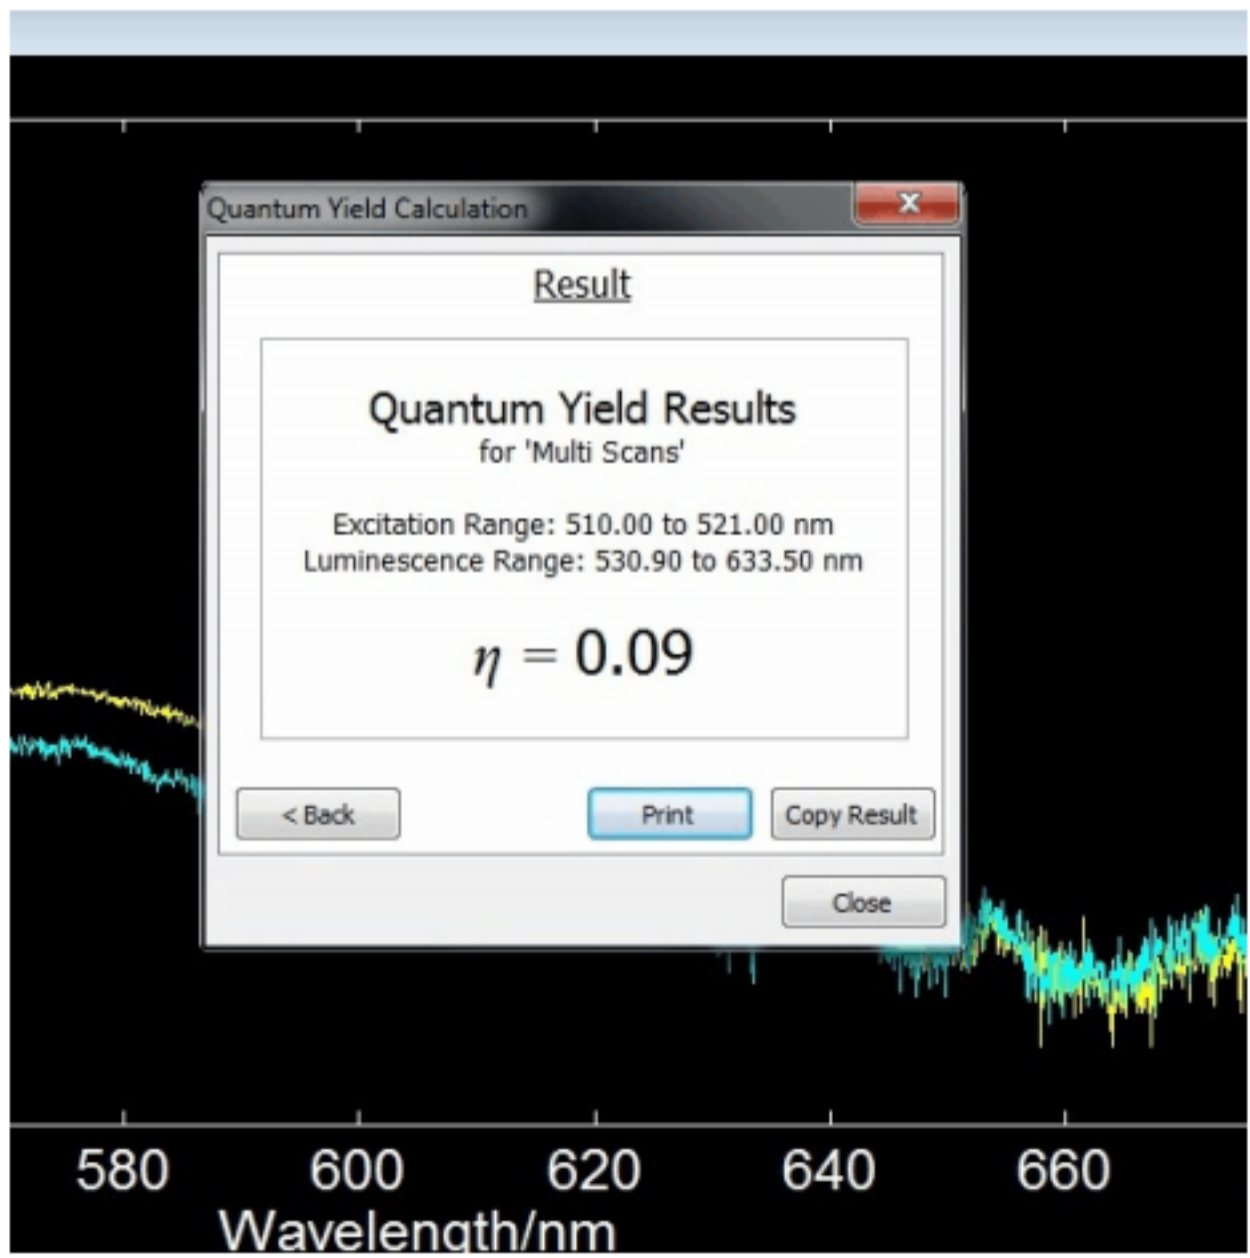 Quantum Yield Calculation
X
Result
Quantum Yield Results
for 'Multi Scans'
Excitation Range: 510.00 to 521.00 nm
Luminescence Range: 530.90 to 633.50 nm
η = 0.09
< Back Print Copy Result
Close
580 600 620 640 660
Wavelength/nm